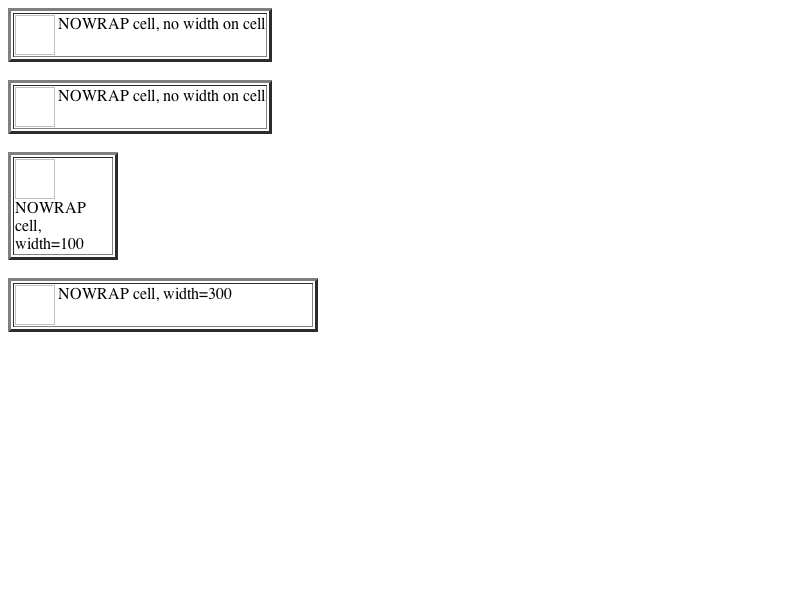 NOWRAP cell, no width on cell
NOWRAP cell, no width on cell
NOWRAP
cell,
width=100
NOWRAP cell, width=300